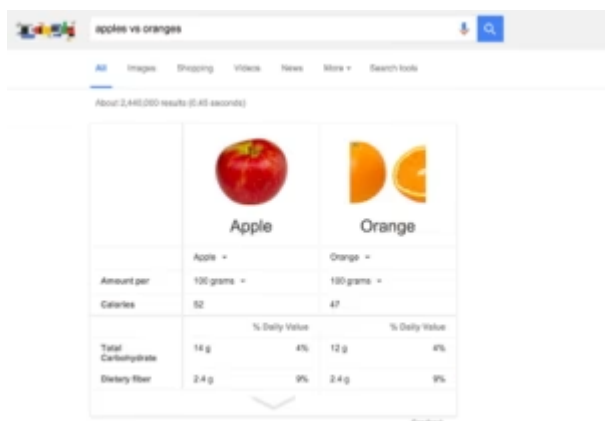 apples vs oranges
All Images Shopping Videos News More Search tools
About 2,440,000 results (0.45 seconds)
Apple Orange
Apple Orange
Amount per 100 grams 100 grams
Calories 52 47
% Daily Value % Daily Value
Total
Carbohydrate 14 g 4% 12 g 4%
Dietary fiber 2.4 g 9% 2.4 g 9%